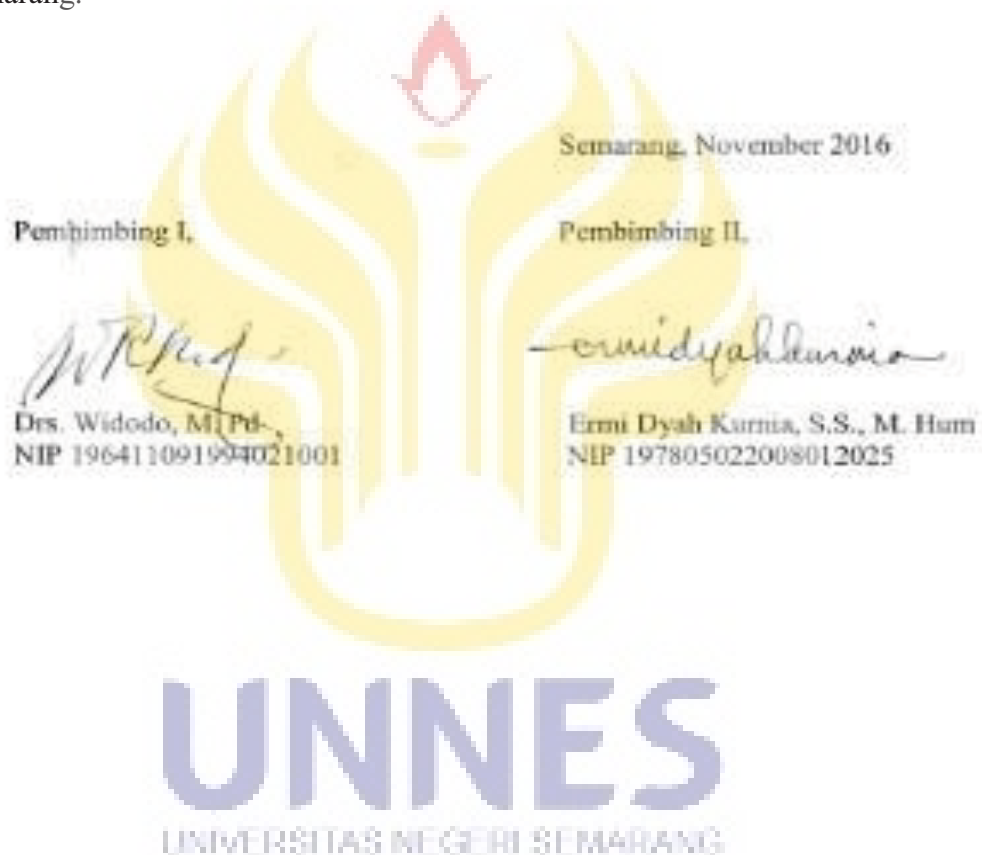 Semarang, November 2016
Pembimbing I,
Pembimbing II,
Drs. Widodo, M. Pd
NIP 196411091994021001
Ermi Dyah Kurnia, S.S., M. Hum
NIP 197805022008012025
UNNES
UNIVERSITAS NEGERI SEMARANG